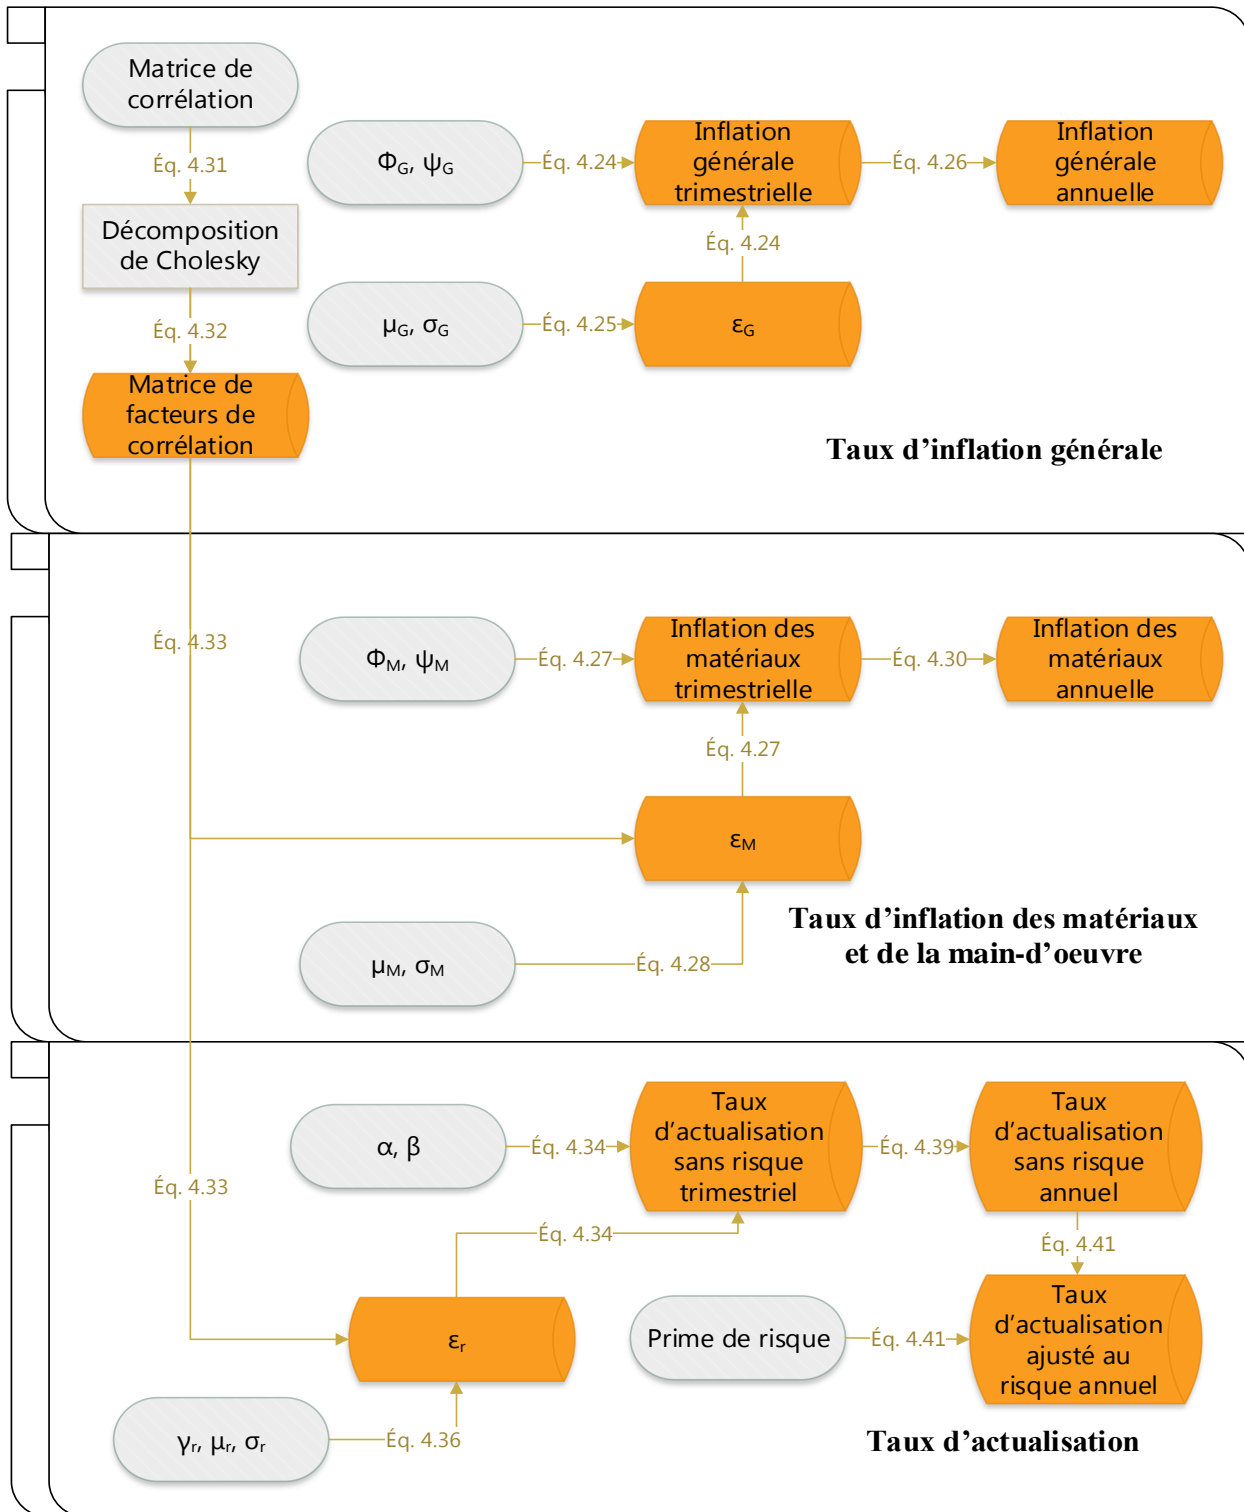 Matrice de
corrélation
Éq. 4.31
Décomposition
de Cholesky
Éq. 4.32
Matrice de
facteurs de
corrélation
ΦG, ψG
Éq. 4.24
Inflation
générale
trimestrielle
Éq. 4.26
Inflation
générale
annuelle
Éq. 4.24
μG, σG
Éq. 4.25
εG
Taux d’inflation générale
Éq. 4.33
ΦM, ψM
Éq. 4.27
Inflation des
matériaux
trimestrielle
Éq. 4.30
Inflation des
matériaux
annuelle
Éq. 4.27
εM
μM, σM
Éq. 4.28
Taux d’inflation des matériaux
et de la main-d’oeuvre
Éq. 4.33
α, β
Éq. 4.34
Taux
d’actualisation
sans risque
trimestriel
Éq. 4.39
Taux
d’actualisation
sans risque
annuel
Éq. 4.34
Éq. 4.41
εr
Prime de risque
Éq. 4.41
Taux
d’actualisation
ajusté au
risque annuel
γr, μr, σr
Éq. 4.36
Taux d’actualisation